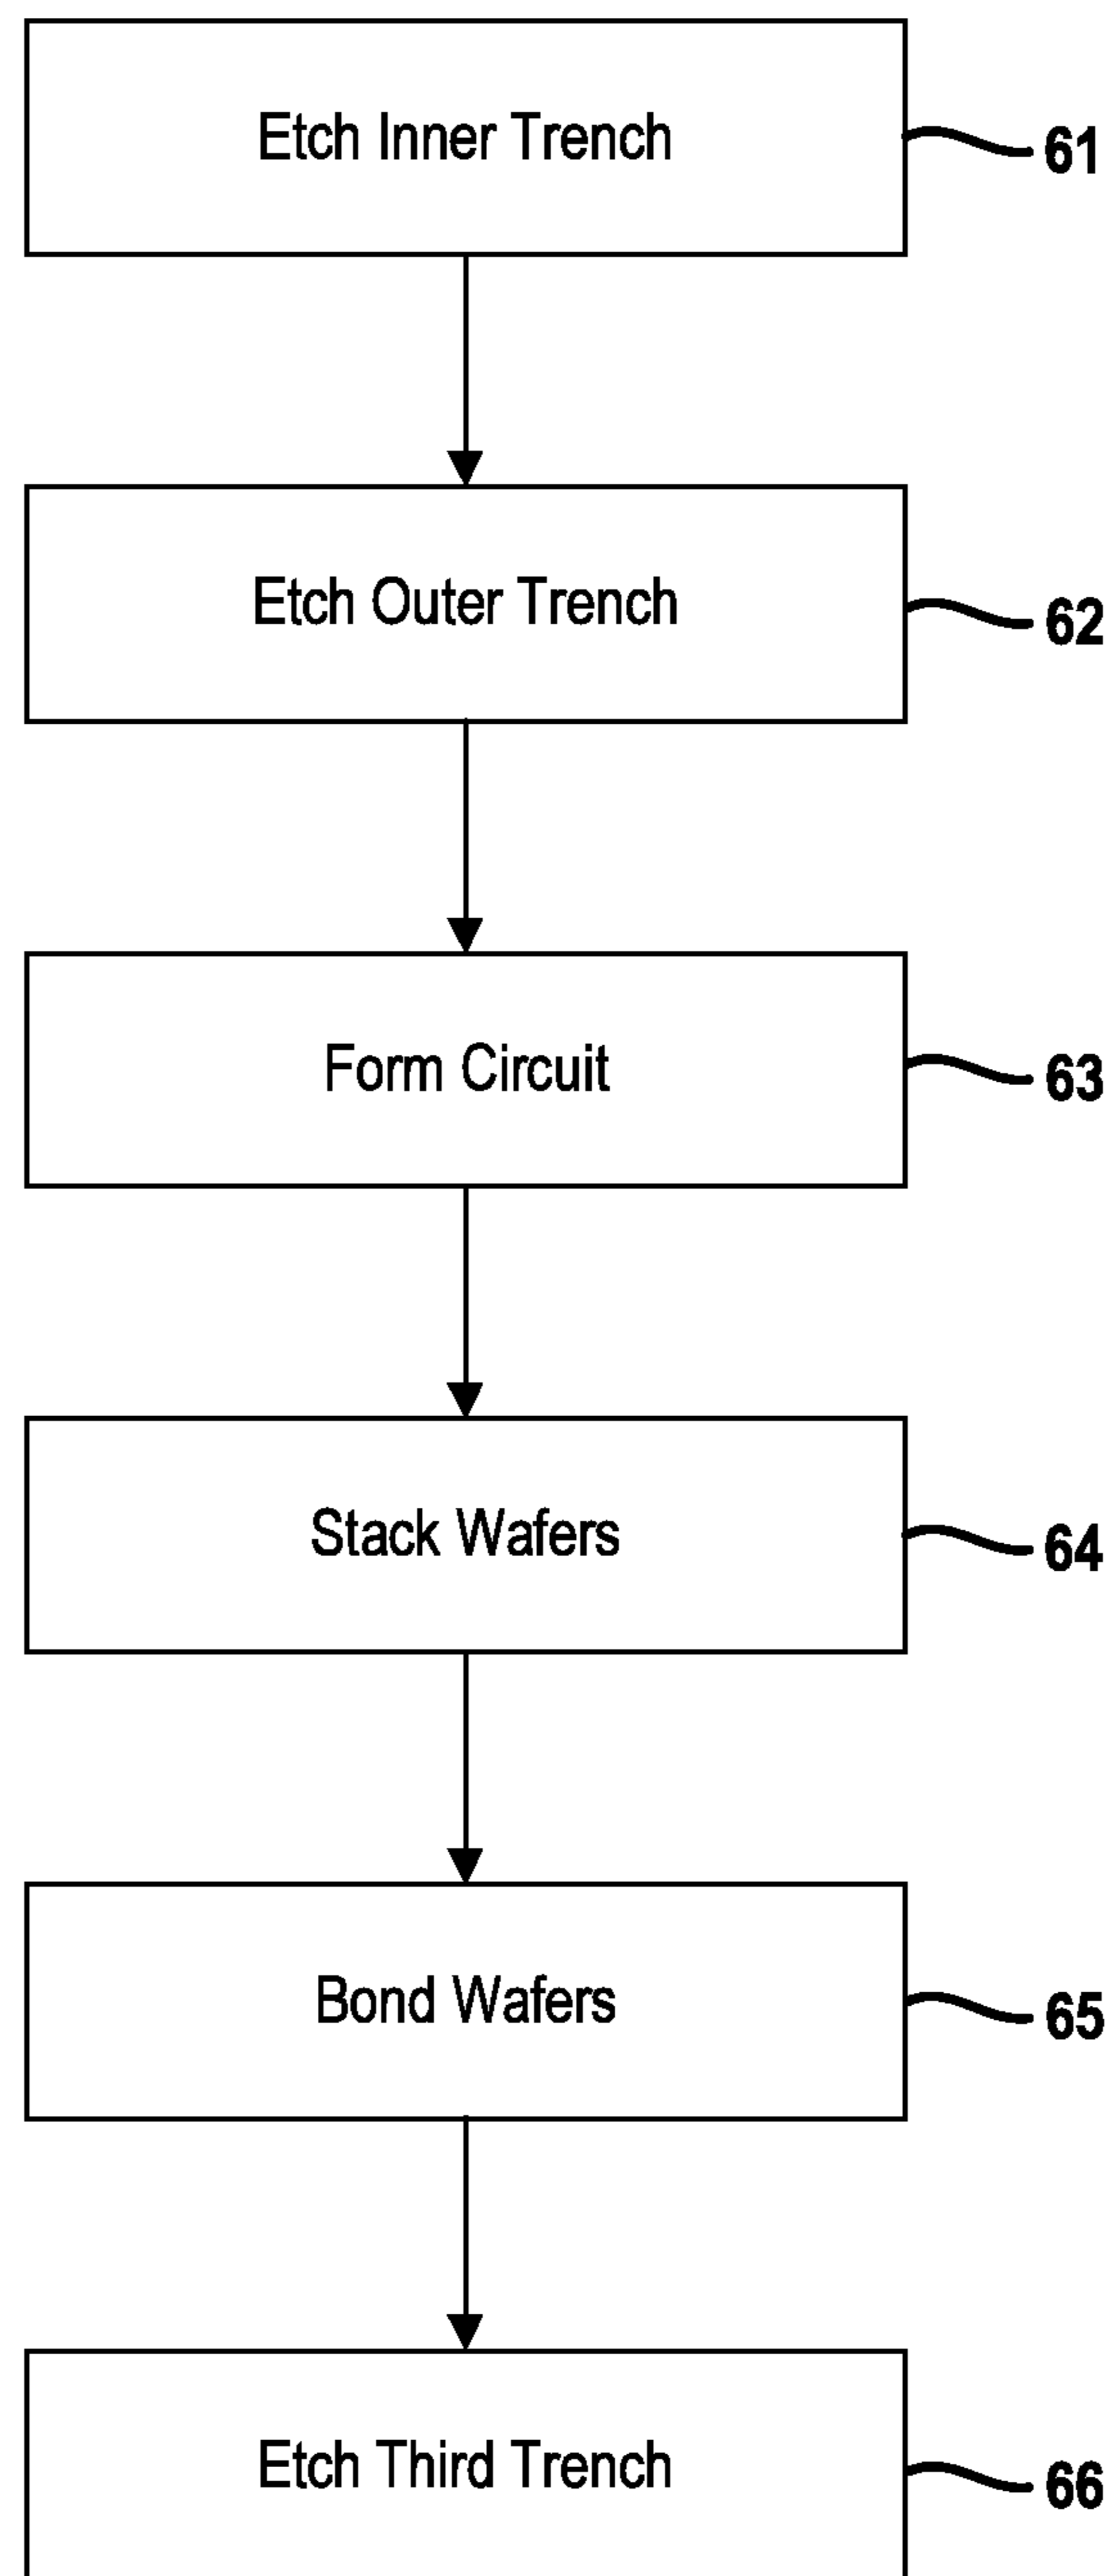 Etch Inner Trench
61
Etch Outer Trench
62
Form Circuit
63
Stack Wafers
64
Bond Wafers
65
Etch Third Trench
66